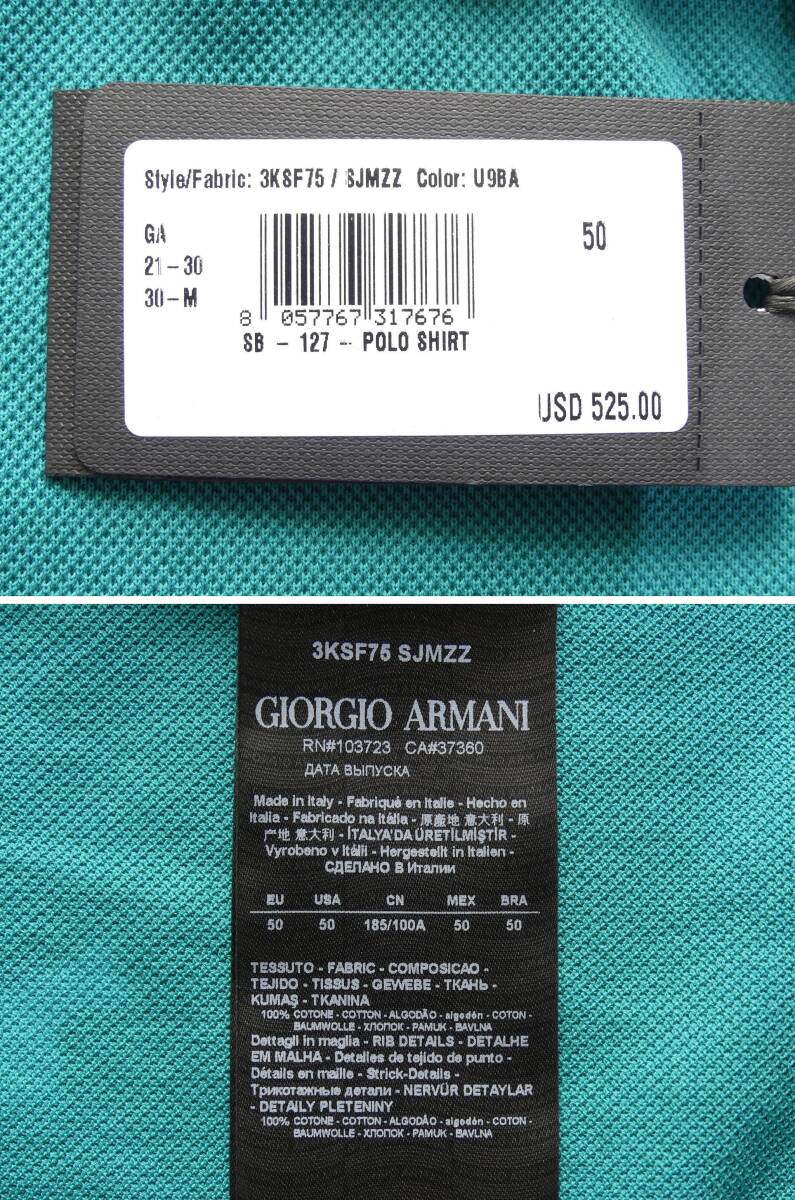 Style/Fabric: 3KSF75 / SJMZZ Color: U9BA
GA
21-30
30-M
50
8 057767 317676
SB - 127 - POLO SHIRT
USD 525.00
3KSF75 SJMZZ
GIORGIO ARMANI
RN#103723 CA#37360
ДАТА ВЫПУСКА
Made in Italy - Fabriqué en Italie - Hecho en
Italia - Fabricado na Itália - 原產地 意大利 - 原
产地 意大利 - İTALYA'DA ÜRETİLMİŞTİR -
Vyrobeno v Itálii - Hergestellt in Italien -
СДЕЛАНО В Италии
EU USA CN MEX BRA
50 50 185/100A 50 50
TESSUTO - FABRIC - COMPOSICAO -
TEJIDO - TISSUS - GEWEBE - ТКАНЬ -
KUMAŞ - TKANINA
100% COTONE - COTTON - ALGODÃO - algodón - COTON -
BAUMWOLLE - ХЛОПОК - PAMUK - BAVLNA
Dettagli in maglia - RIB DETAILS - DETALHE
EM MALHA - Detalles de tejido de punto -
Détails en maille - Strick-Details -
Трикотажные детали - NERVÜR DETAYLAR
- DETAILY PLETENINY
100% COTONE - COTTON - ALGODÃO - algodón - COTON -
BAUMWOLLE - ХЛОПОК - PAMUK - BAVLNA